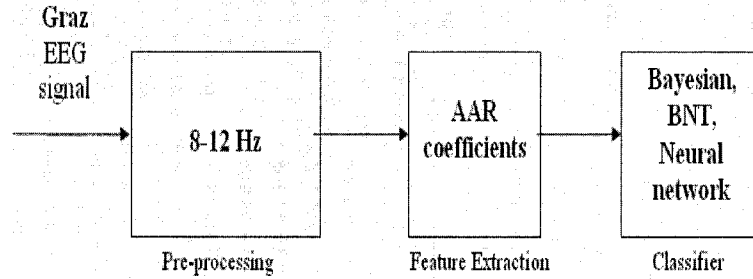 Graz
EEG
signal
8-12 Hz
Pre-processing
AAR
coefficients
Feature Extraction
Bayesian,
BNT,
Neural
network
Classifier